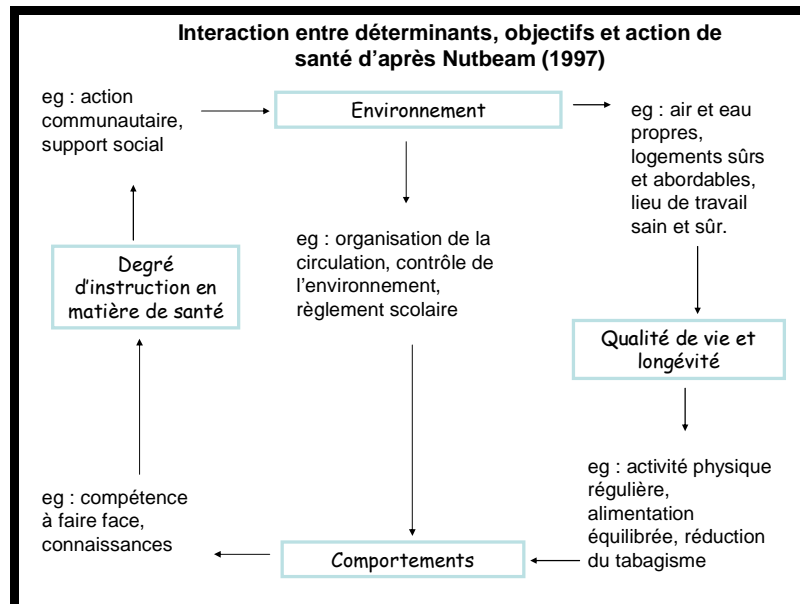 Interaction entre déterminants, objectifs et action de
santé d'après Nutbeam (1997)
eg : action
communautaire,
support social
Environnement
eg : air et eau
propres,
logements sûrs
et abordables,
lieu de travail
sain et sûr.
Degré
d'instruction en
matière de santé
eg : organisation de la
circulation, contrôle de
l'environnement,
règlement scolaire
Qualité de vie et
longévité
eg : compétence
à faire face,
connaissances
Comportements
eg : activité physique
régulière,
alimentation
équilibrée, réduction
du tabagisme